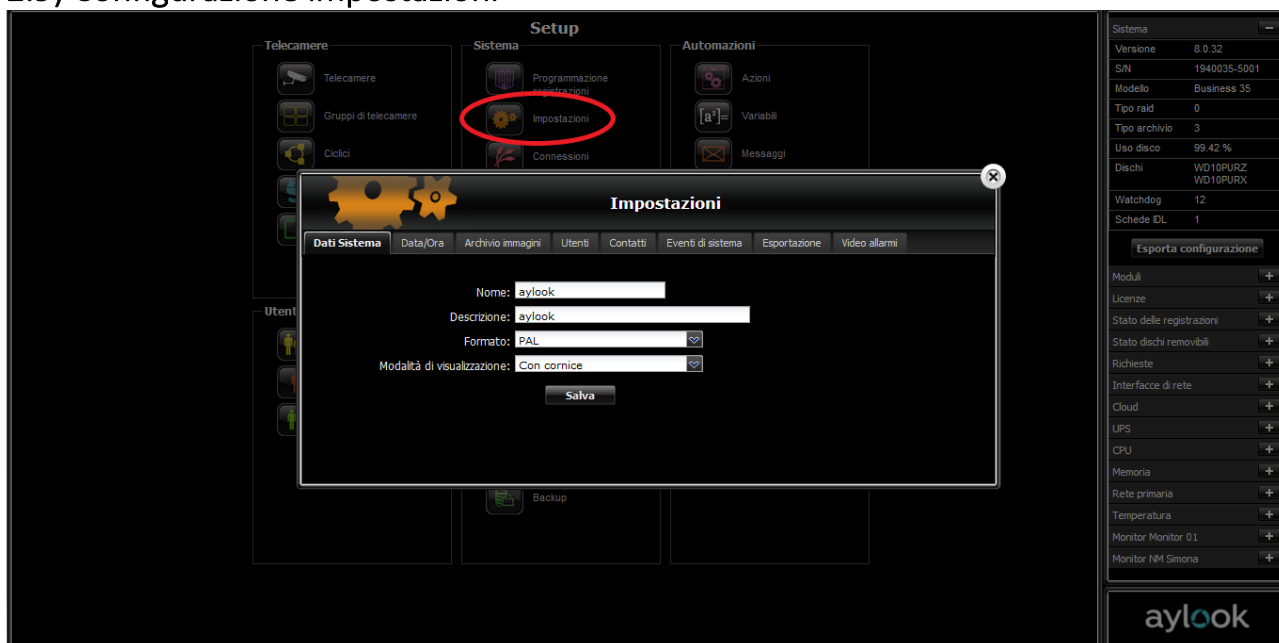 Setup
Telecamere
Telecamere
Gruppi di telecamere
Ciclici
Sistema
Programmazione
registrazioni
Impostazioni
Connessioni
Automazioni
Azioni
[a²]=
Variabili
Messaggi
Impostazioni
Dati Sistema Data/Ora Archivio immagini Utenti Contatti Eventi di sistema Esportazione Video allarmi
Nome: aylook
Descrizione: aylook
Formato: PAL
Modalità di visualizzazione: Con cornice
Salva
Backup
Sistema
Versione 8.0.32
S/N 1940035-5001
Modello Business 35
Tipo raid 0
Tipo archivio 3
Uso disco 99.42 %
Dischi WD10PURZ
WD10PURX
Watchdog 12
Schede IDL 1
Esporta configurazione
Moduli
Licenze
Stato delle registrazioni
Stato dischi removibili
Richieste
Interfacce di rete
Cloud
UPS
CPU
Memoria
Rete primaria
Temperatura
Monitor Monitor 01
Monitor NM Simona
aylook